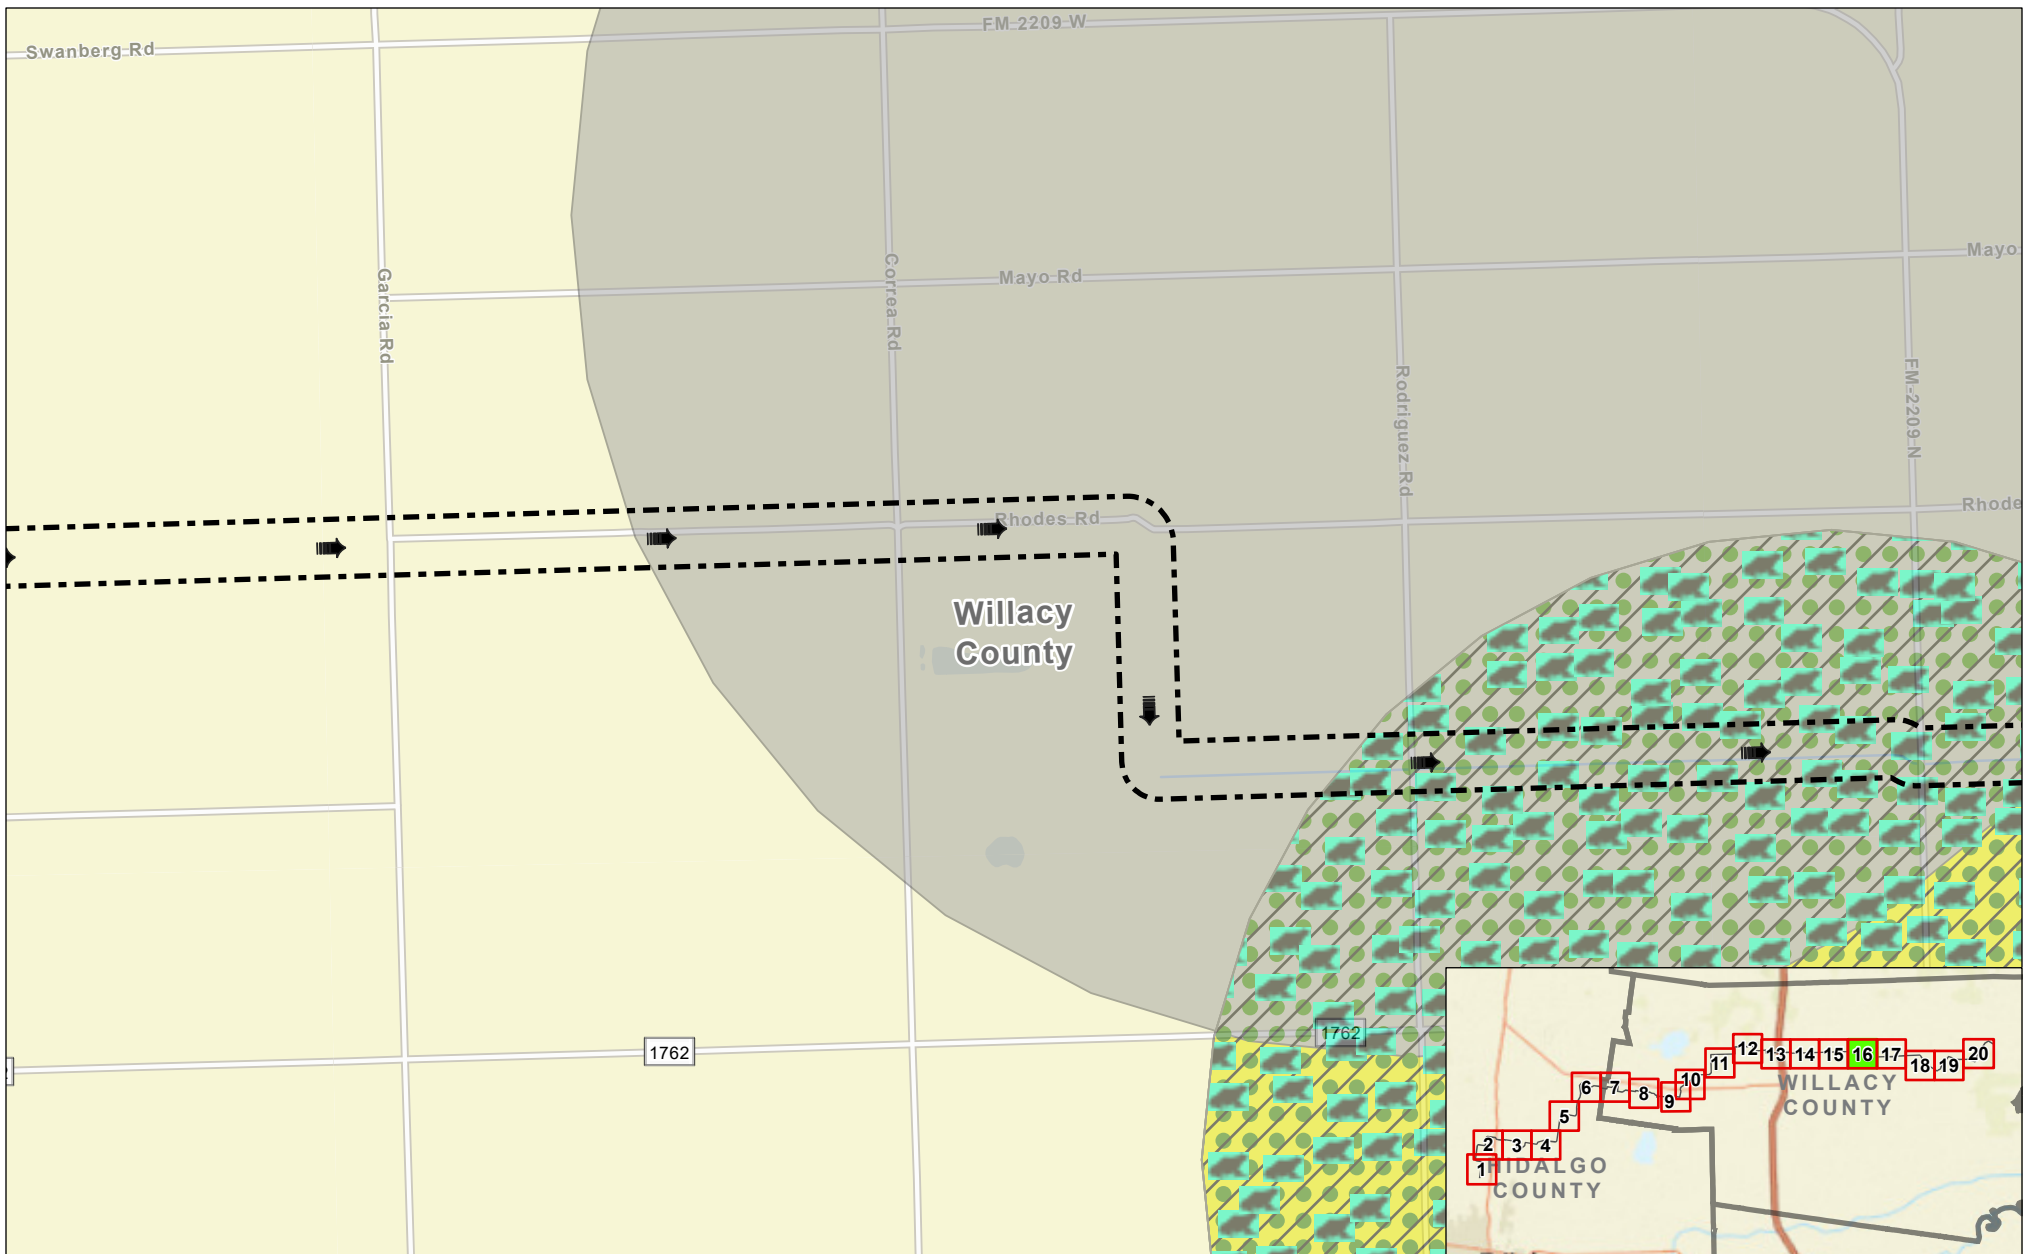 FM 2209 W
Swanberg Rd
Mayo Rd
Mayo
Garcia Rd
Correa Rd
Rodriguez Rd
FM-2209 N
Rhodes Rd
Rhode
Willacy
County
1762
1762
12
13
14
15
16
17
18
19
20
11
10
9
8
7
6
5
4
3
2
1
WILLACY
COUNTY
HIDALGO
COUNTY